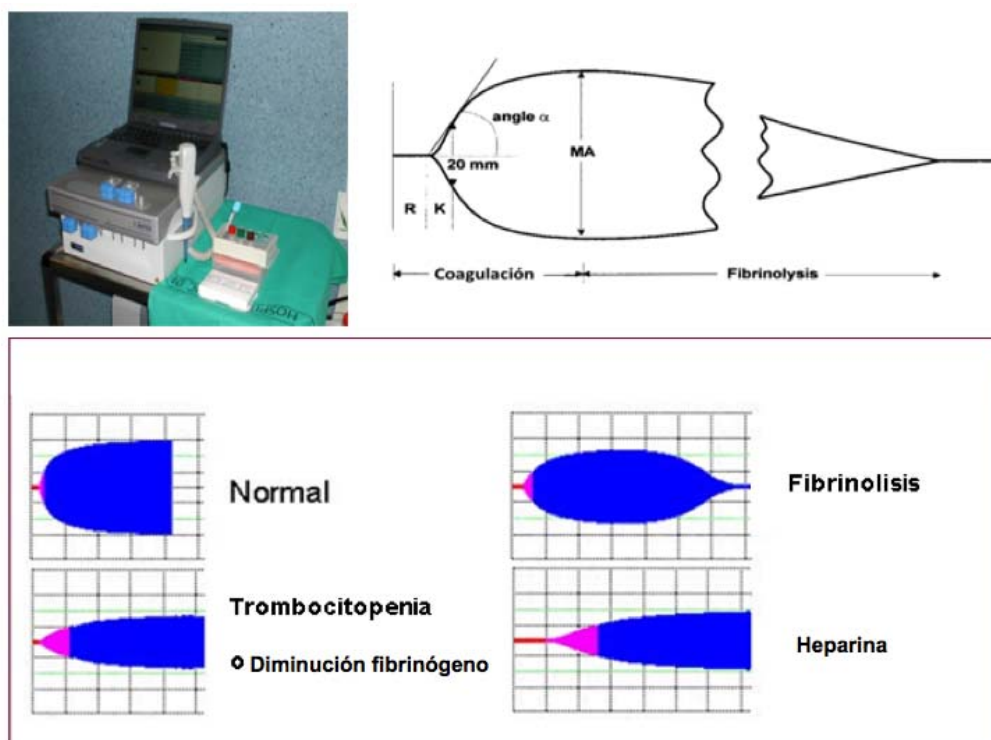 angle α
20 mm
MA
R K
Coagulación Fibrinolysis
Normal
Fibrinolisis
Trombocitopenia
o Diminución fibrinógeno
Heparina